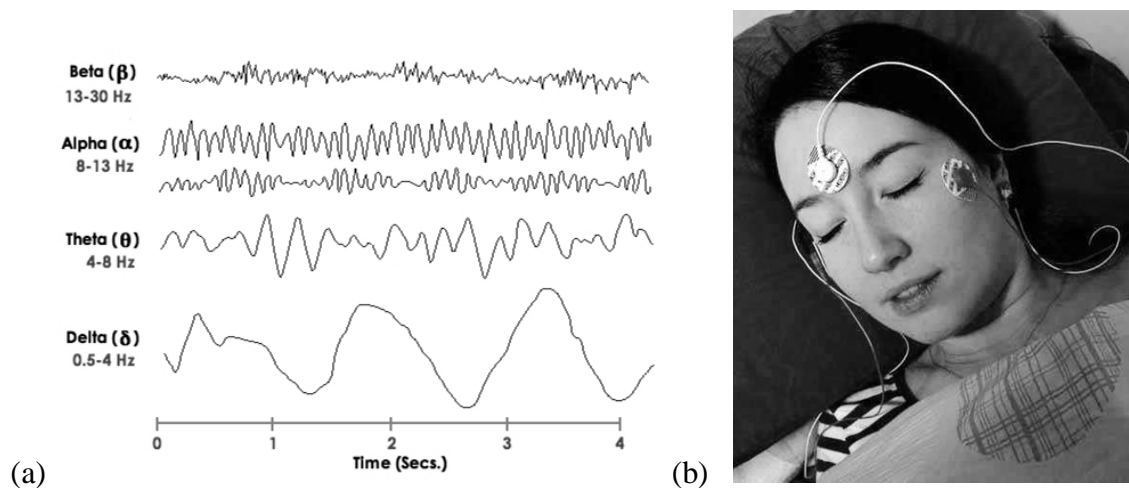 Beta (β)
13-30 Hz
Alpha (α)
8-13 Hz
Theta (θ)
4-8 Hz
Delta (δ)
0.5-4 Hz
0 1 2 3 4
Time (Secs.)
(a)
(b)